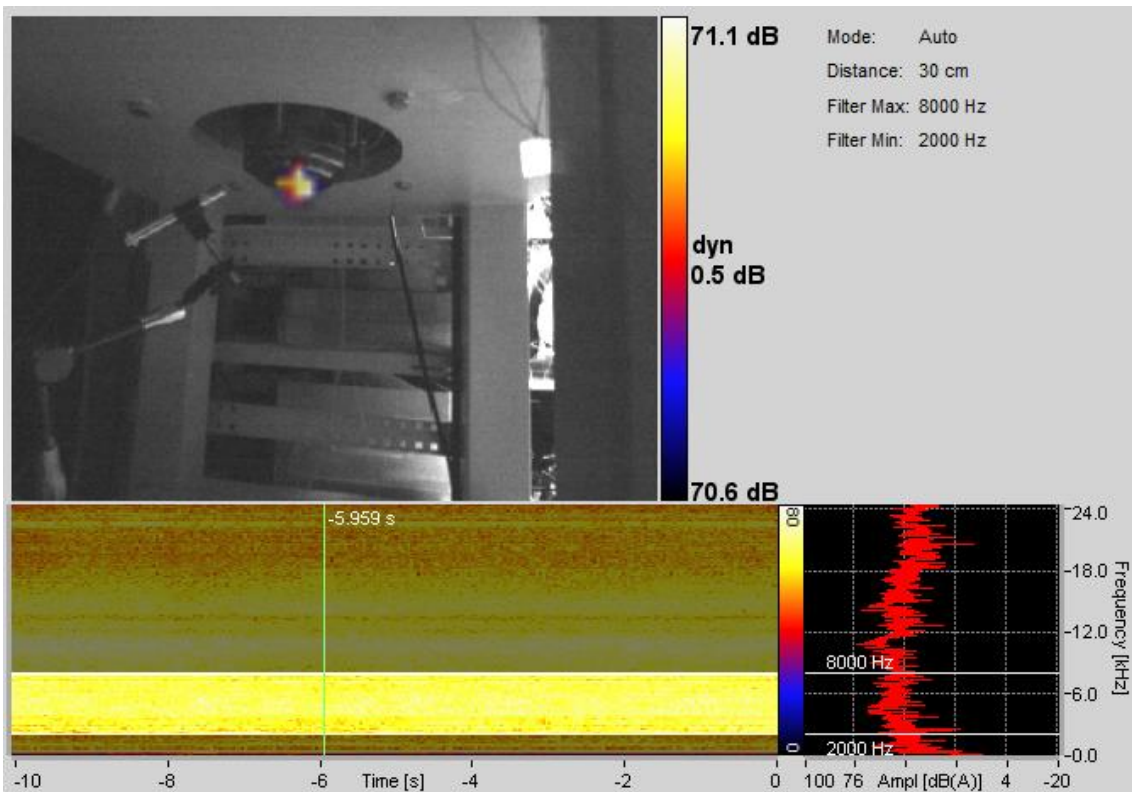 71.1 dB
dyn
0.5 dB
70.6 dB
Mode: Auto
Distance: 30 cm
Filter Max: 8000 Hz
Filter Min: 2000 Hz
-5.959 s
80
0
8000 Hz
2000 Hz
24.0
18.0
12.0
6.0
0.0
Frequency [kHz]
-10 -8 -6 Time [s] -4 -2 0
100 76 Ampl [dB(A)] 4 -20